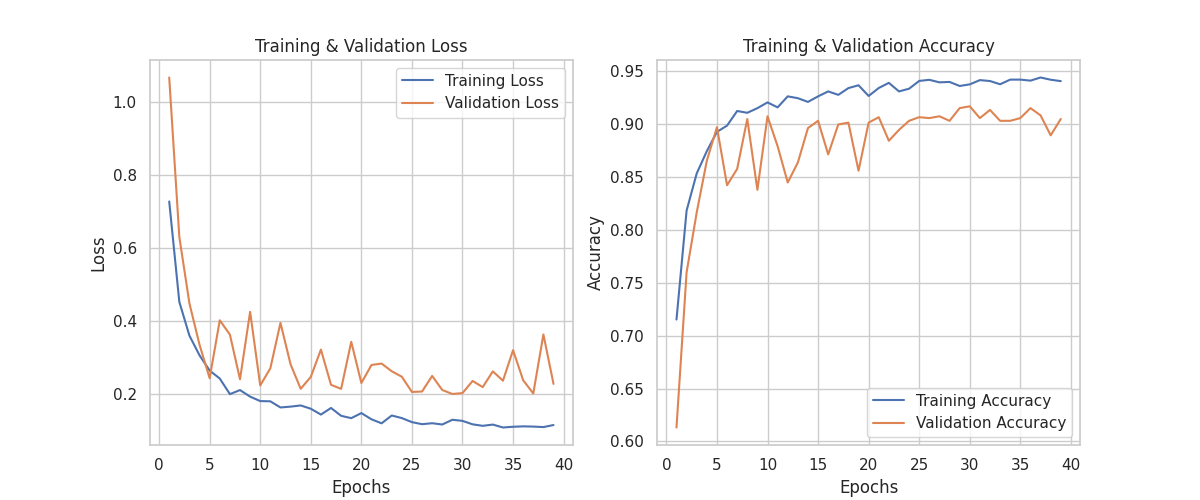 Training & Validation Loss
Training Loss
Validation Loss
1.0
0.8
0.6
0.4
0.2
Loss
0 5 10 15 20 25 30 35 40
Epochs
Training & Validation Accuracy
0.95
0.90
0.85
0.80
0.75
0.70
0.65
0.60
Accuracy
Training Accuracy
Validation Accuracy
0 5 10 15 20 25 30 35 40
Epochs